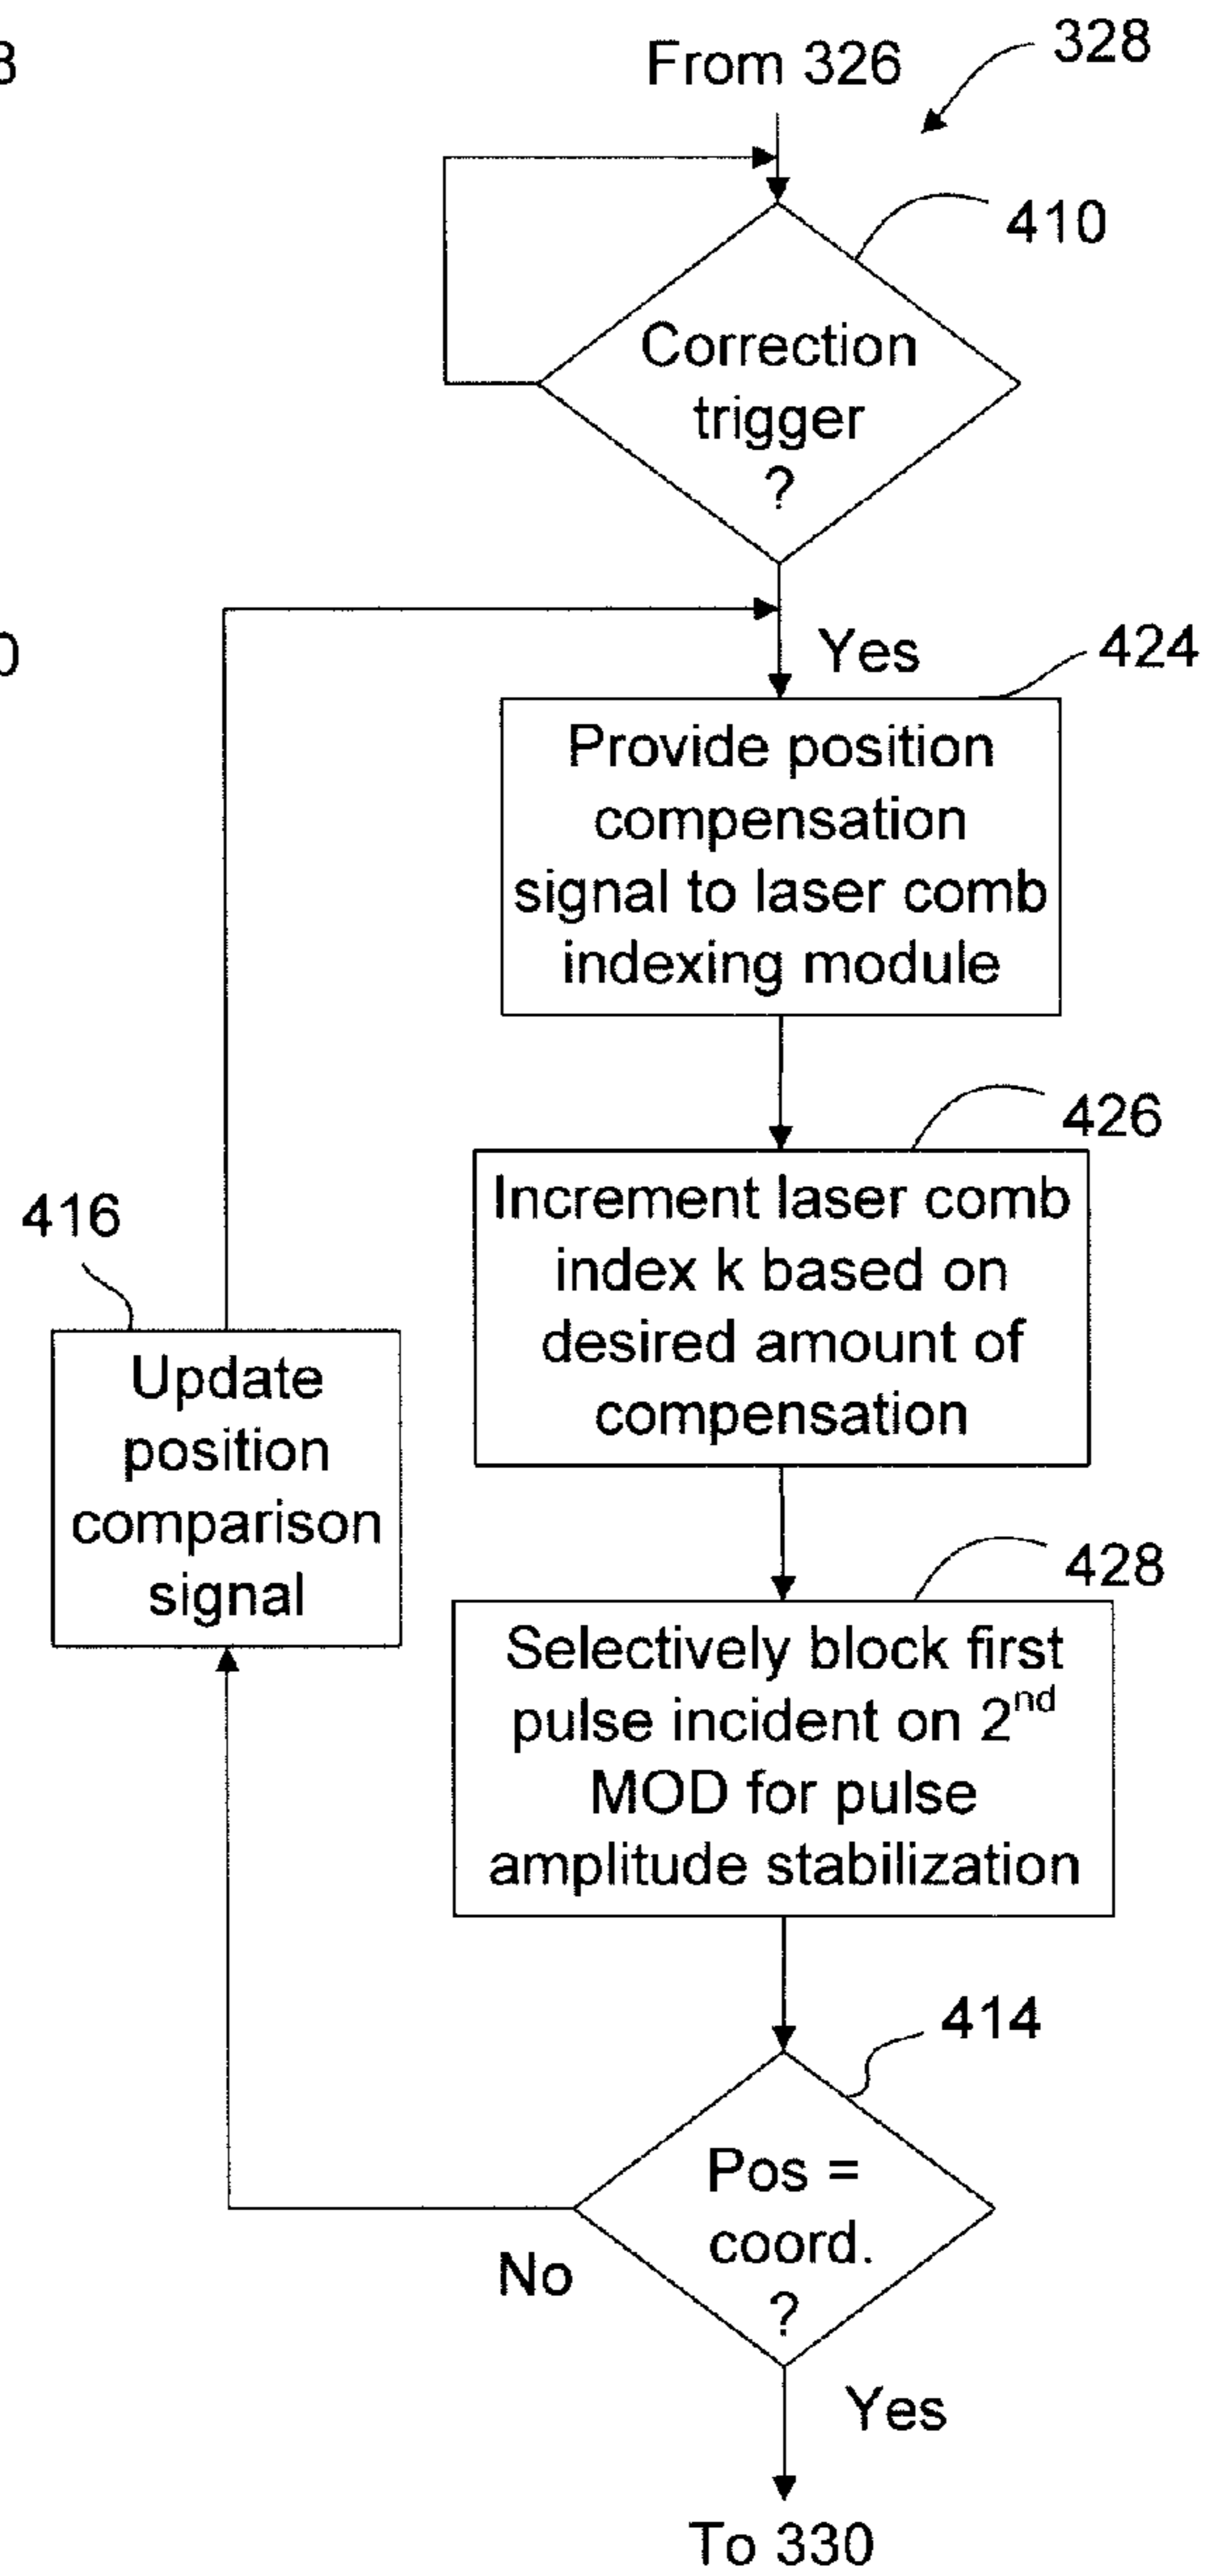 8
From 326
328
410
Correction
trigger
?
0
Yes
424
Provide position
compensation
signal to laser comb
indexing module
426
Increment laser comb
index k based on
desired amount of
compensation
416
Update
position
comparison
signal
428
Selectively block first
pulse incident on 2nd
MOD for pulse
amplitude stabilization
414
Pos =
coord.
?
No
Yes
To 330